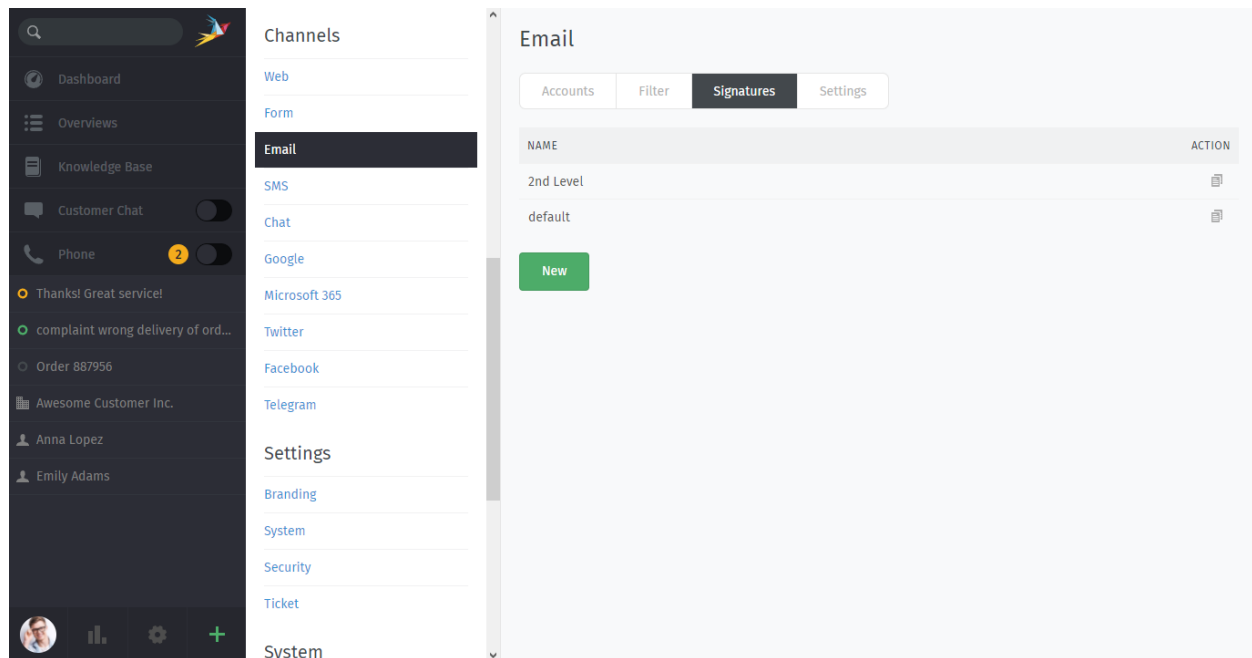 Dashboard
Overviews
Knowledge Base
Customer Chat
Phone 2
Thanks! Great service!
complaint wrong delivery of ord...
Order 887956
Awesome Customer Inc.
Anna Lopez
Emily Adams
Channels
Web
Form
Email
SMS
Chat
Google
Microsoft 365
Twitter
Facebook
Telegram
Settings
Branding
System
Security
Ticket
System
Email
Accounts Filter Signatures Settings
NAME ACTION
2nd Level
default
New